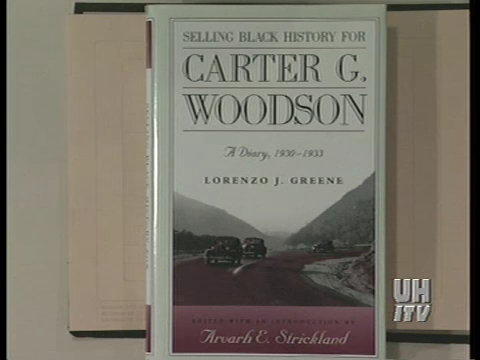 SELLING BLACK HISTORY FOR
CARTER G.
WOODSON
A Diary, 1930–1933
LORENZO J. GREENE
EDITED WITH AN INTRODUCTION BY
Arvarh E. Strickland
UH
ITV